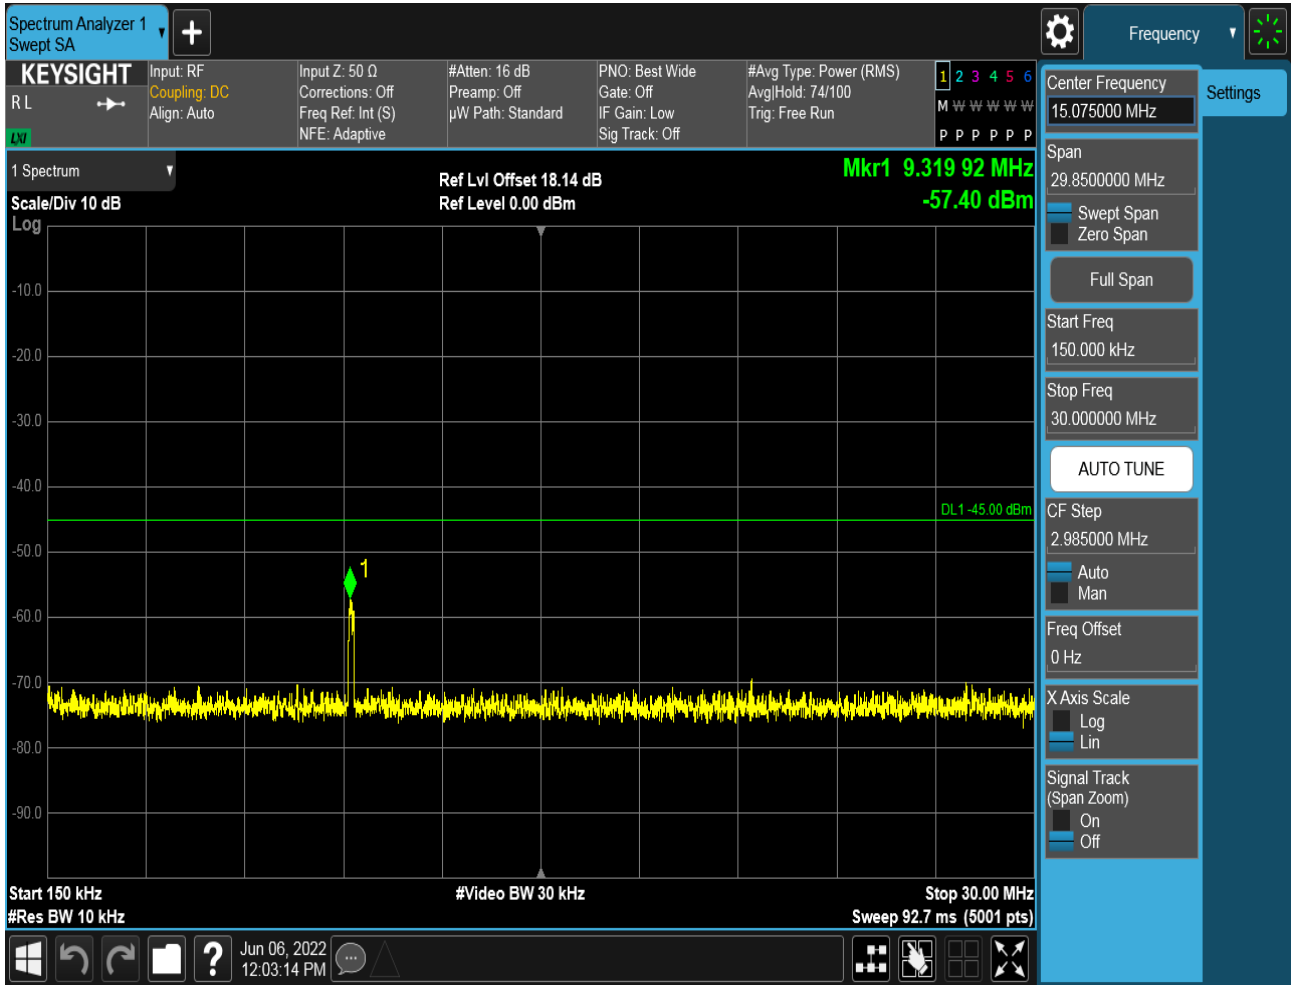 Spectrum Analyzer 1
Swept SA
Frequency
KEYSIGHT
R L
LXI
Input: RF
Coupling: DC
Align: Auto
Input Z: 50 Ω
Corrections: Off
Freq Ref: Int (S)
NFE: Adaptive
#Atten: 16 dB
Preamp: Off
µW Path: Standard
PNO: Best Wide
Gate: Off
IF Gain: Low
Sig Track: Off
#Avg Type: Power (RMS)
Avg|Hold: 74/100
Trig: Free Run
1 2 3 4 5 6
M W W W W W
P P P P P P
1 Spectrum
Scale/Div 10 dB
Log
Ref Lvl Offset 18.14 dB
Ref Level 0.00 dBm
Mkr1 9.319 92 MHz
-57.40 dBm
-10.0
-20.0
-30.0
-40.0
DL1 -45.00 dBm
-50.0
1
-60.0
-70.0
-80.0
-90.0
Start 150 kHz
#Res BW 10 kHz
#Video BW 30 kHz
Stop 30.00 MHz
Sweep 92.7 ms (5001 pts)
Jun 06, 2022
12:03:14 PM
Center Frequency
15.075000 MHz
Settings
Span
29.8500000 MHz
Swept Span
Zero Span
Full Span
Start Freq
150.000 kHz
Stop Freq
30.000000 MHz
AUTO TUNE
CF Step
2.985000 MHz
Auto
Man
Freq Offset
0 Hz
X Axis Scale
Log
Lin
Signal Track
(Span Zoom)
On
Off